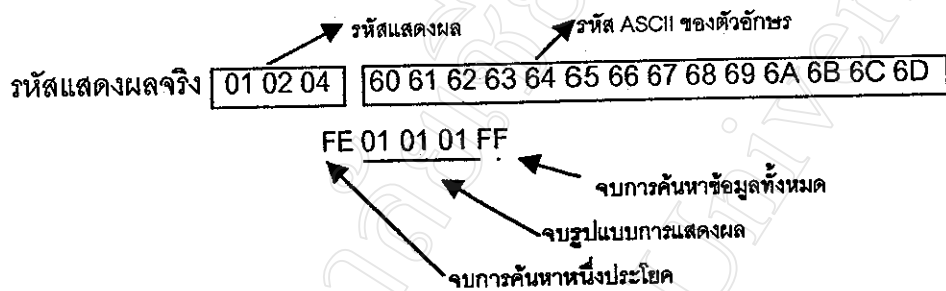 รหัสแสดงผล รหัส ASCII ของตัวอักษร
รหัสแสดงผลจริง 01 02 04 60 61 62 63 64 65 66 67 68 69 6A 6B 6C 6D
FE 01 01 01 FF
จบการค้นหาข้อมูลทั้งหมด
จบรูปแบบการแสดงผล
จบการค้นหาหนึ่งประโยค